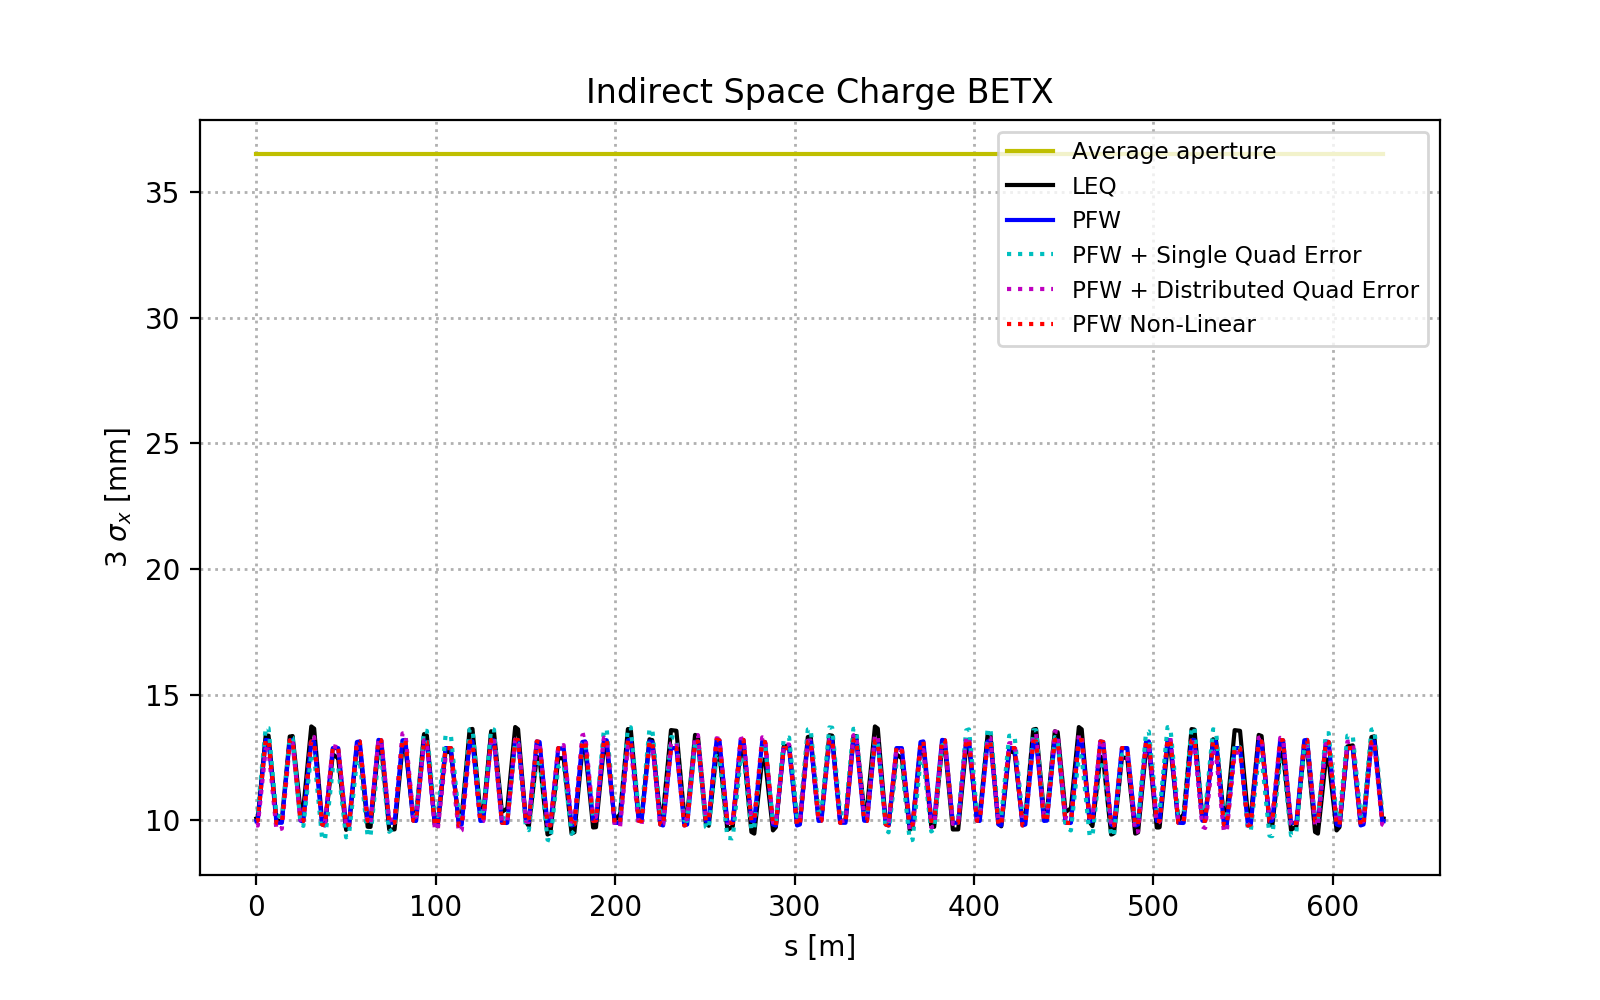 Indirect Space Charge BETX
Average aperture
LEQ
PFW
PFW + Single Quad Error
PFW + Distributed Quad Error
PFW Non-Linear
3 σx [mm]
35
30
25
20
15
10
0 100 200 300 400 500 600
s [m]